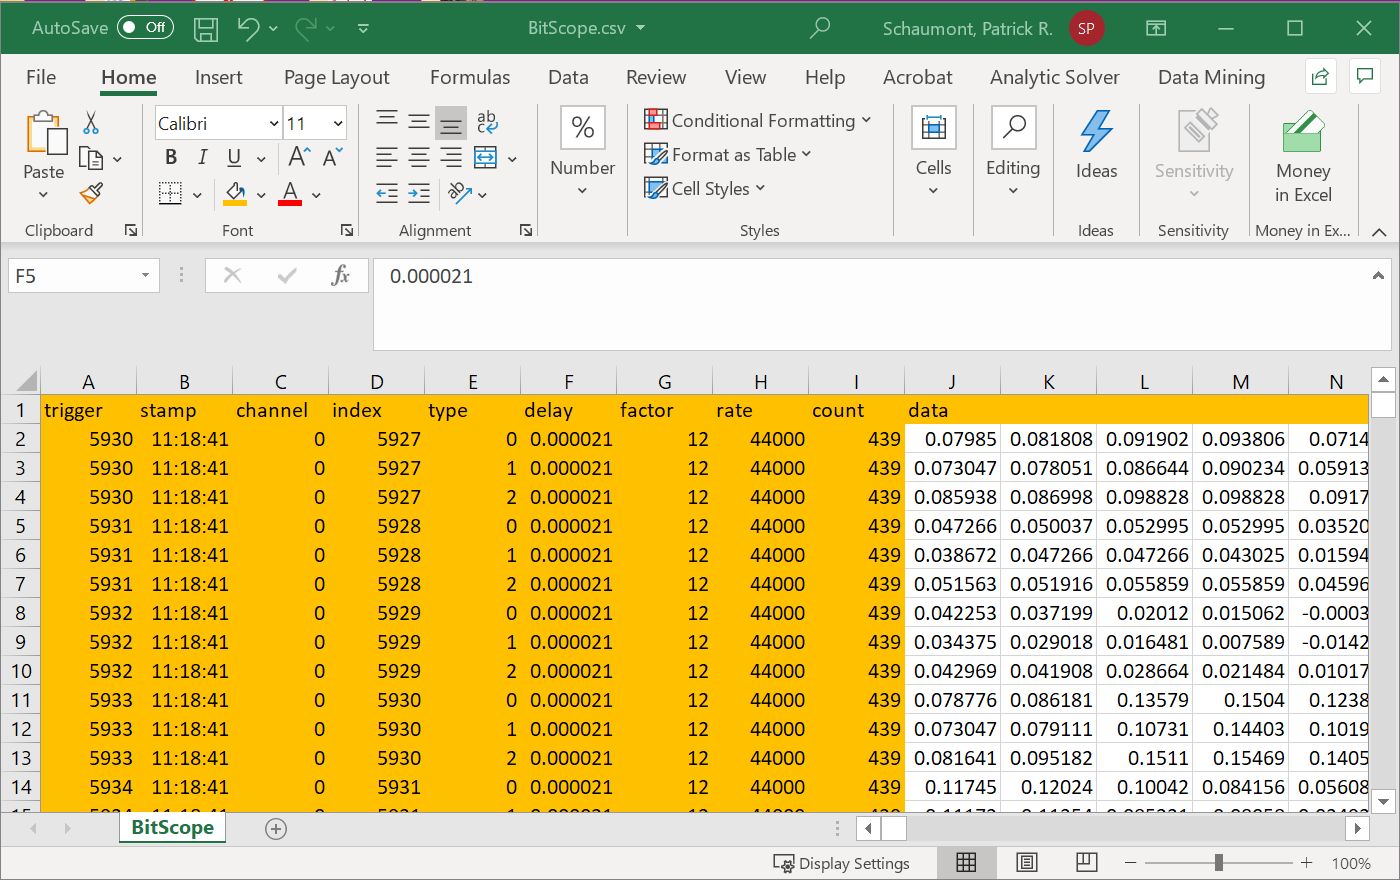 AutoSave Off BitScope.csv Schaumont, Patrick R. SP
File Home Insert Page Layout Formulas Data Review View Help Acrobat Analytic Solver Data Mining
Calibri 11
Paste B I U A A A ab % Number
Conditional Formatting
Format as Table
Cell Styles
Cells Editing Ideas Sensitivity Money in Excel
Clipboard Font Alignment Styles Ideas Sensitivity Money in Ex...
F5 fx 0.000021
A B C D E F G H I J K L M N
1 trigger stamp channel index type delay factor rate count data
2 5930 11:18:41 0 5927 0 0.000021 12 44000 439 0.07985 0.081808 0.091902 0.093806 0.0714
3 5930 11:18:41 0 5927 1 0.000021 12 44000 439 0.073047 0.078051 0.086644 0.090234 0.05913
4 5930 11:18:41 0 5927 2 0.000021 12 44000 439 0.085938 0.086998 0.098828 0.098828 0.0917
5 5931 11:18:41 0 5928 0 0.000021 12 44000 439 0.047266 0.050037 0.052995 0.052995 0.03520
6 5931 11:18:41 0 5928 1 0.000021 12 44000 439 0.038672 0.047266 0.047266 0.043025 0.01594
7 5931 11:18:41 0 5928 2 0.000021 12 44000 439 0.051563 0.051916 0.055859 0.055859 0.04596
8 5932 11:18:41 0 5929 0 0.000021 12 44000 439 0.042253 0.037199 0.02012 0.015062 -0.0003
9 5932 11:18:41 0 5929 1 0.000021 12 44000 439 0.034375 0.029018 0.016481 0.007589 -0.0142
10 5932 11:18:41 0 5929 2 0.000021 12 44000 439 0.042969 0.041908 0.028664 0.021484 0.01017
11 5933 11:18:41 0 5930 0 0.000021 12 44000 439 0.078776 0.086181 0.13579 0.1504 0.1238
12 5933 11:18:41 0 5930 1 0.000021 12 44000 439 0.073047 0.079111 0.10731 0.14403 0.1019
13 5933 11:18:41 0 5930 2 0.000021 12 44000 439 0.081641 0.095182 0.1511 0.15469 0.1405
14 5934 11:18:41 0 5931 0 0.000021 12 44000 439 0.11745 0.12024 0.10042 0.084156 0.05608
BitScope
Display Settings 100%